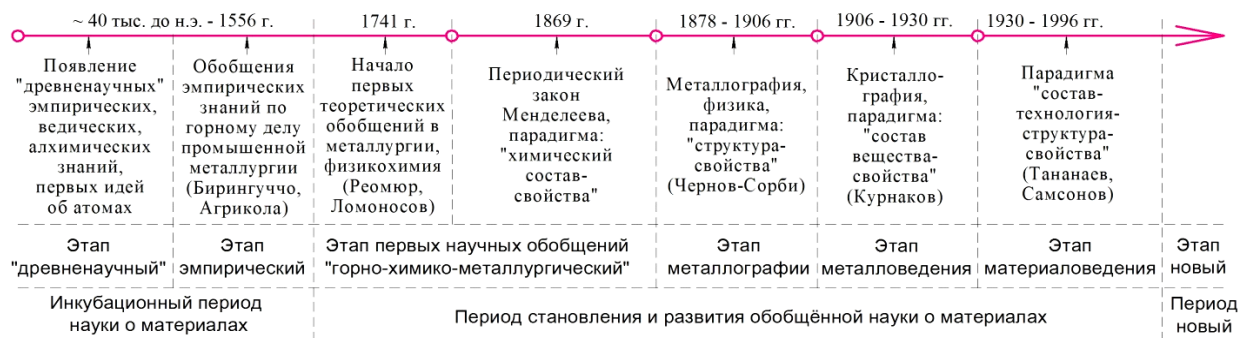 ~ 40 тыс. до н.э. - 1556 г.
1741 г.
1869 г.
1878 - 1906 гг.
1906 - 1930 гг.
1930 - 1996 гг.
Появление
"древненаучных"
эмпирических,
ведических,
алхимических
знаний,
первых идей
об атомах
Обобщения
эмпирических
знаний по
горному делу
промышенной
металлургии
(Бирингуччо,
Агрикола)
Начало
первых
теоретических
обобщений в
металлургии,
физикохимия
(Реомюр,
Ломоносов)
Периодический
закон
Менделеева,
парадигма:
"химический
состав-
свойства"
Металлография,
физика,
парадигма:
"структура-
свойства"
(Чернов-Сорби)
Кристалло-
графия,
парадигма:
"состав
вещества-
свойства"
(Курнаков)
Парадигма
"состав-
технология-
структура-
свойства"
(Тананаев,
Самсонов)
Этап
"древненаучный"
Этап
эмпирический
Этап первых научных обобщений
"горно-химико-металлургический"
Этап
металлографии
Этап
металловедения
Этап
материаловедения
Этап
новый
Инкубационный период
науки о материалах
Период становления и развития обобщённой науки о материалах
Период
новый